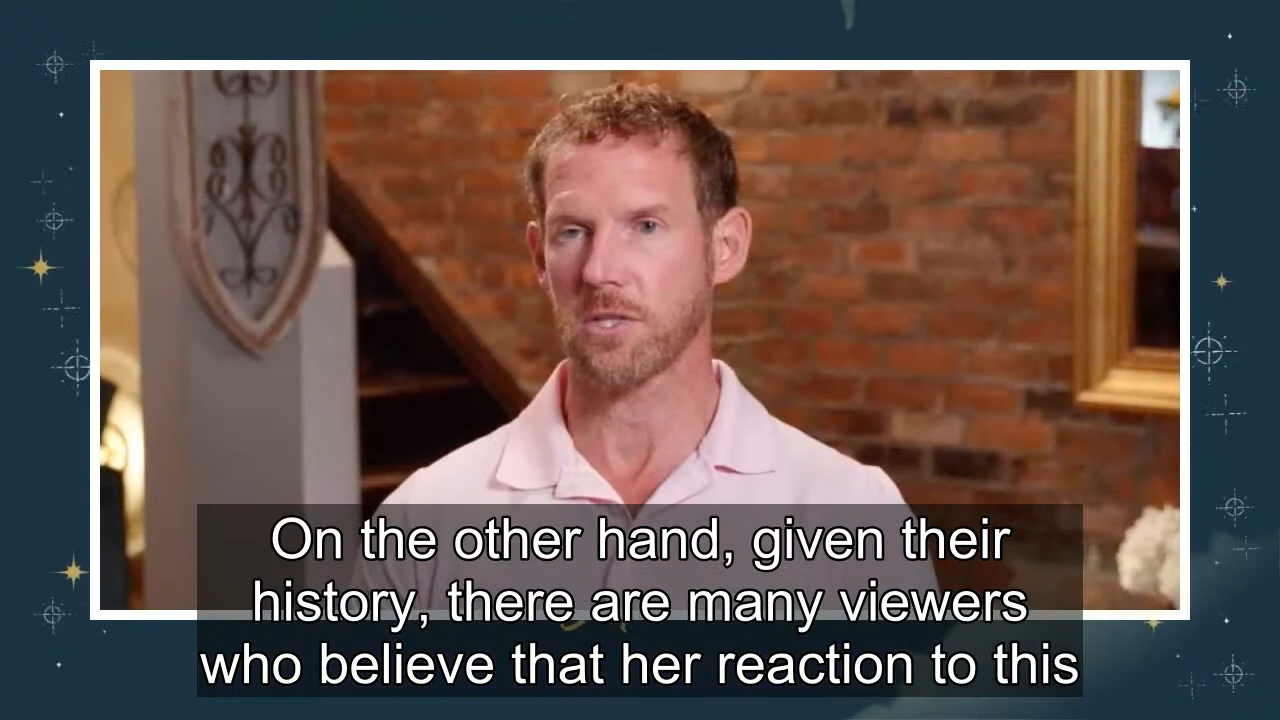 On the other hand, given their
history, there are many viewers
who believe that her reaction to this